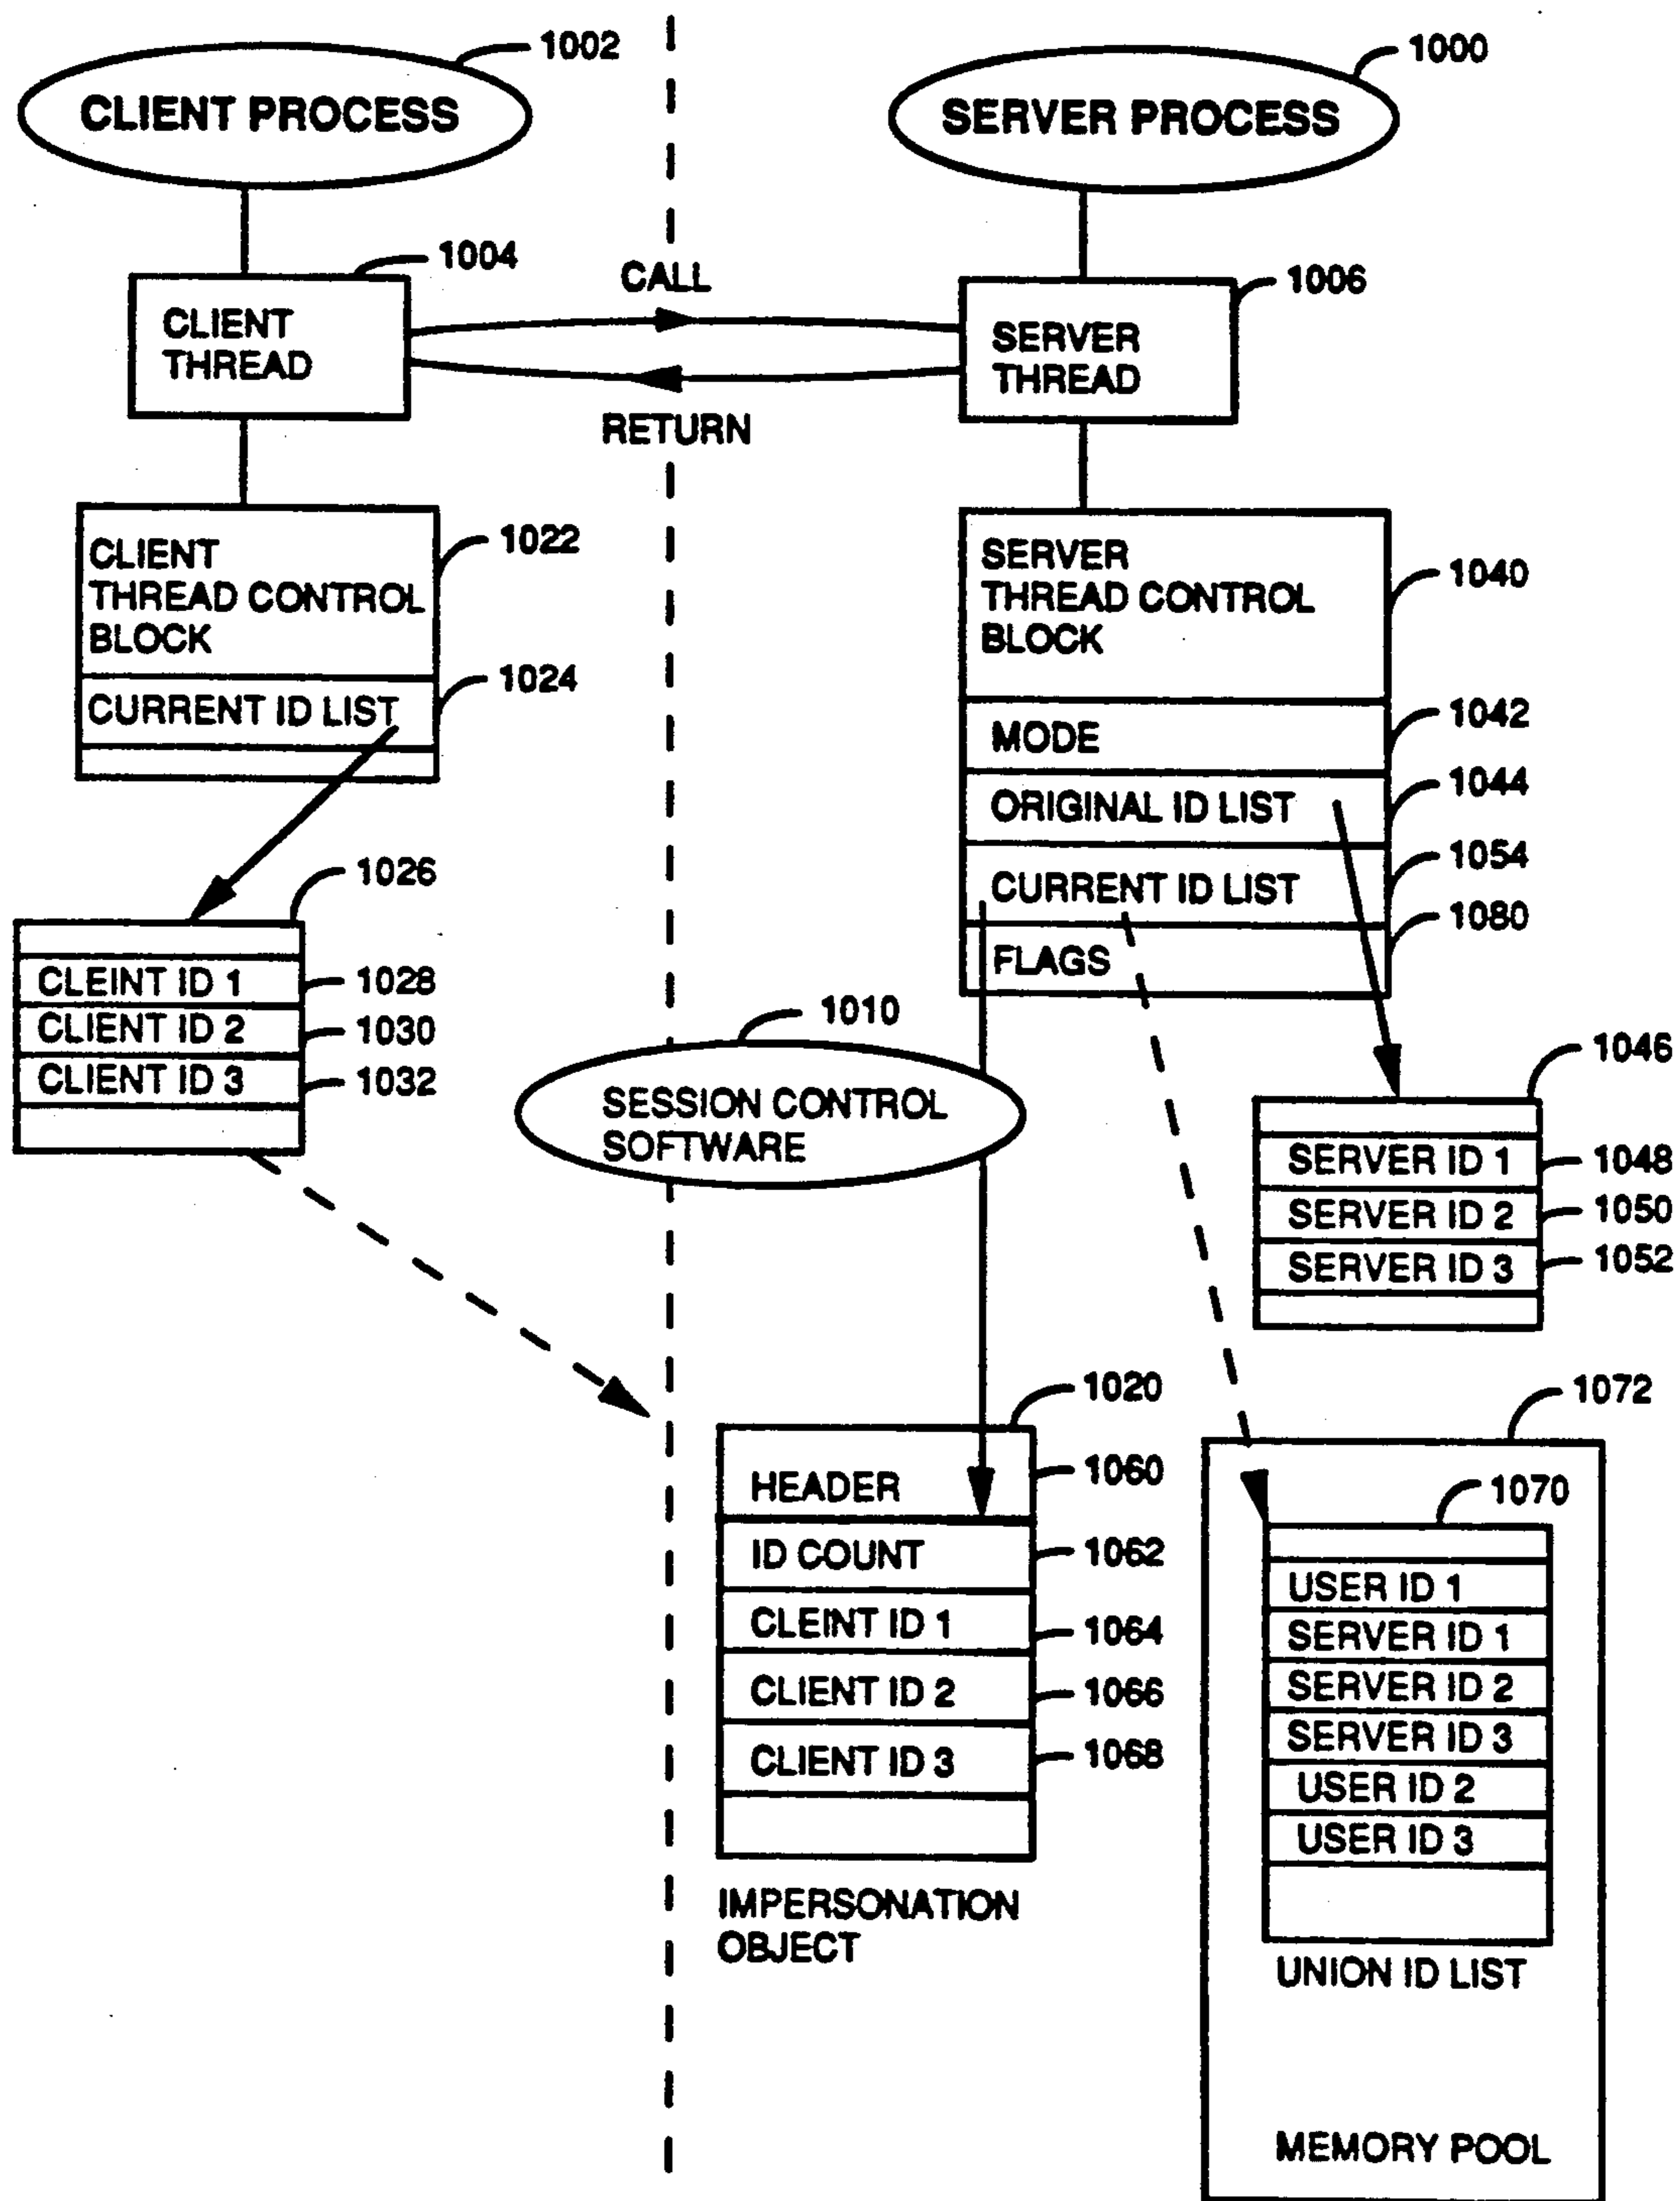 1002
1000
CLIENT PROCESS
SERVER PROCESS
1004
CALL
1006
CLIENT
THREAD
SERVER
THREAD
RETURN
CLIENT
THREAD CONTROL
BLOCK
1022
CURRENT ID LIST
1024
SERVER
THREAD CONTROL
BLOCK
1040
MODE
1042
ORIGINAL ID LIST
1044
CURRENT ID LIST
1054
FLAGS
1080
1026
CLEINT ID 1
1028
CLIENT ID 2
1030
CLIENT ID 3
1032
1010
SESSION CONTROL
SOFTWARE
1046
SERVER ID 1
1048
SERVER ID 2
1050
SERVER ID 3
1052
1020
HEADER
1060
ID COUNT
1062
CLEINT ID 1
1064
CLIENT ID 2
1066
CLIENT ID 3
1068
IMPERSONATION
OBJECT
1072
1070
USER ID 1
SERVER ID 1
SERVER ID 2
SERVER ID 3
USER ID 2
USER ID 3
UNION ID LIST
MEMORY POOL